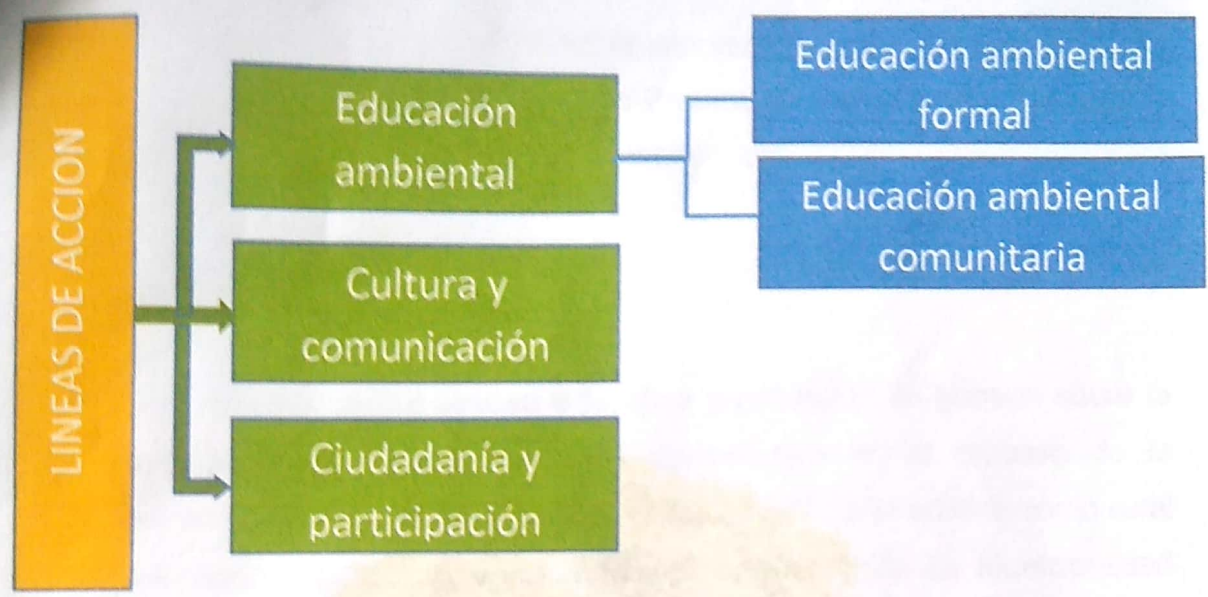 LINEAS DE ACCION
Educación
ambiental
Cultura y
comunicación
Ciudadanía y
participación
Educación ambiental
formal
Educación ambiental
comunitaria